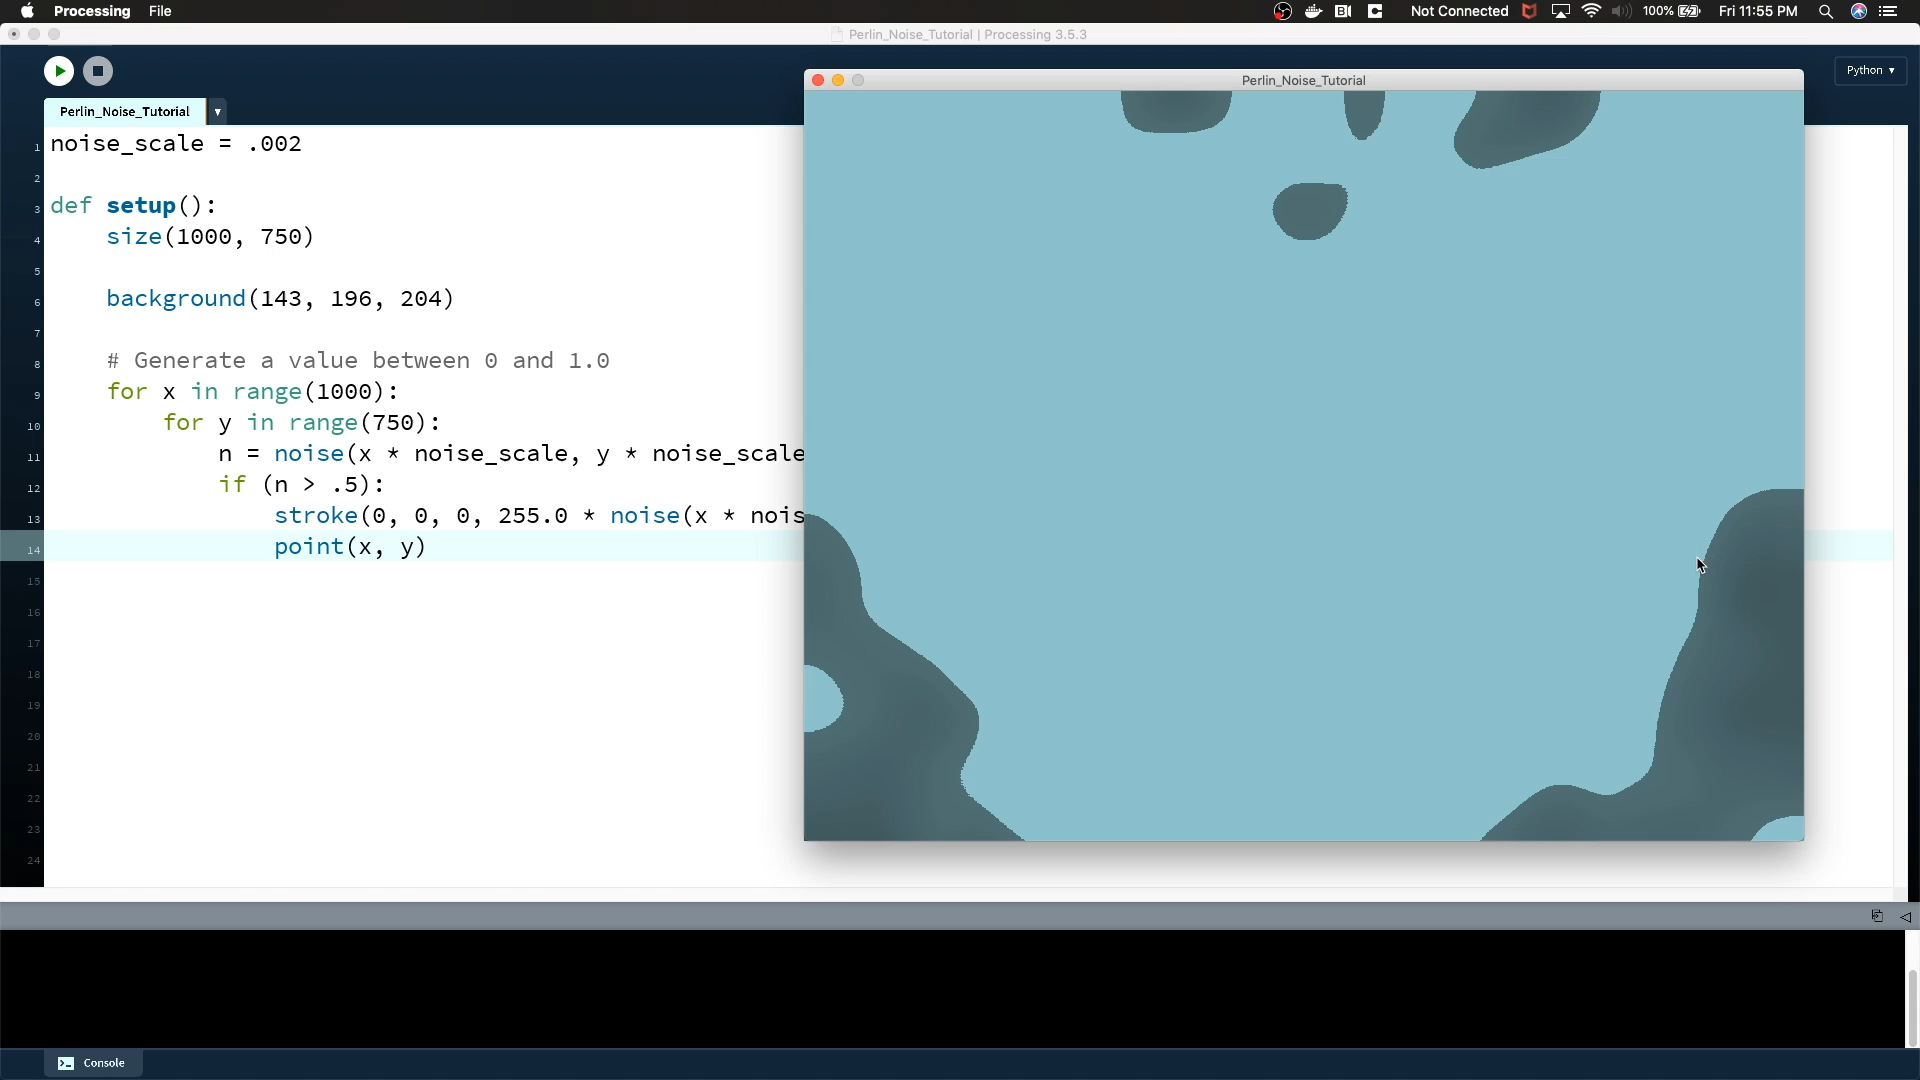 Processing File Not Connected 100% Fri 11:55 PM
Perlin_Noise_Tutorial | Processing 3.5.3
Python
Perlin_Noise_Tutorial
Perlin_Noise_Tutorial
1 noise_scale = .002
2
3 def setup():
4 size(1000, 750)
5
6 background(143, 196, 204)
7
8 # Generate a value between 0 and 1.0
9 for x in range(1000):
10 for y in range(750):
11 n = noise(x * noise_scale, y * noise_scale
12 if (n > .5):
13 stroke(0, 0, 0, 255.0 * noise(x * nois
14 point(x, y)
15
16
17
18
19
20
21
22
23
24
Console